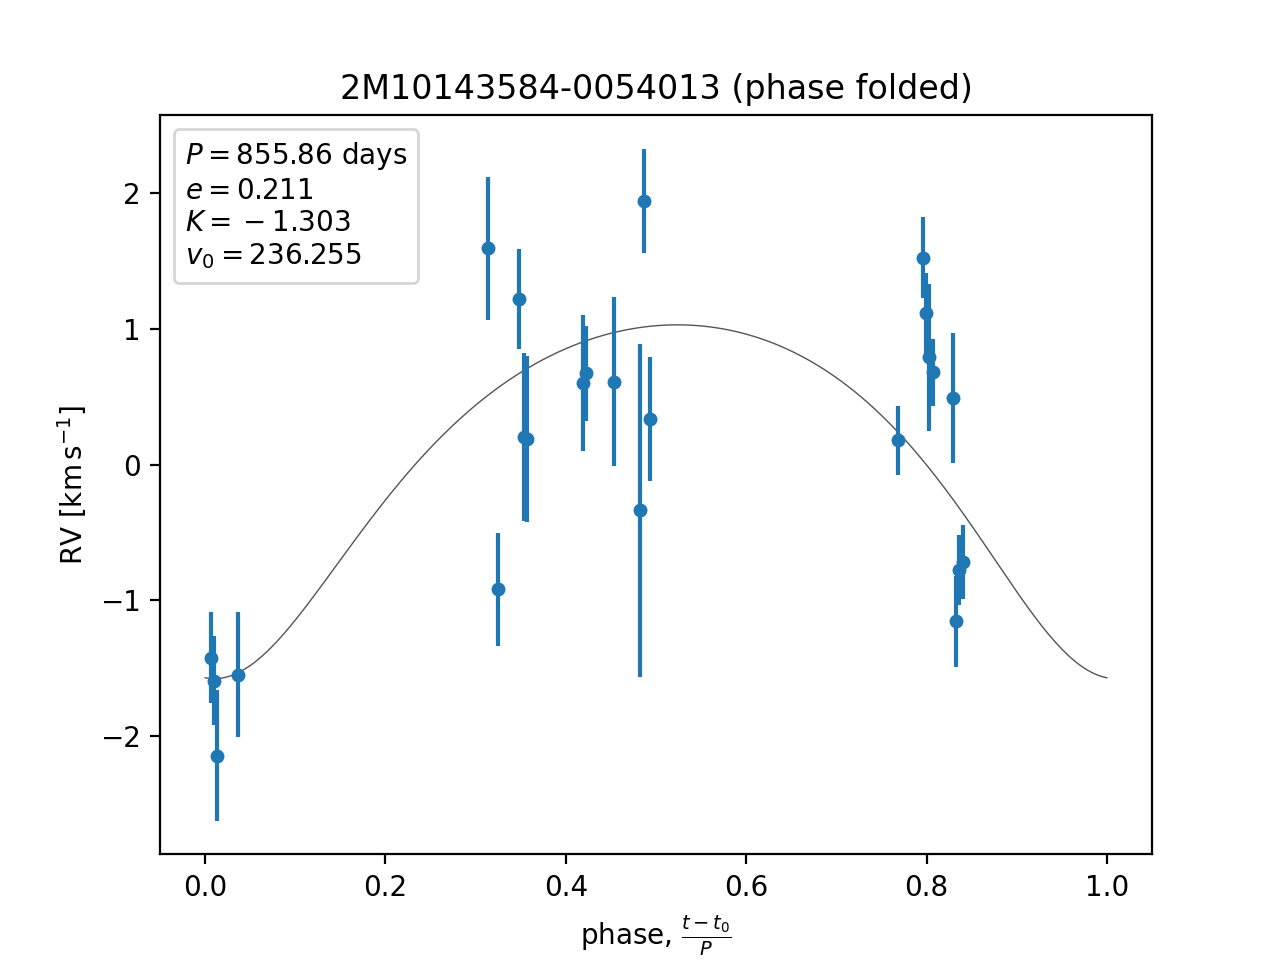 2M10143584-0054013 (phase folded)
P = 855.86 days
e = 0.211
K = −1.303
v₀ = 236.255
RV [km s⁻¹]
2
1
0
−1
−2
0.0 0.2 0.4 0.6 0.8 1.0
phase, (t − t₀)/P